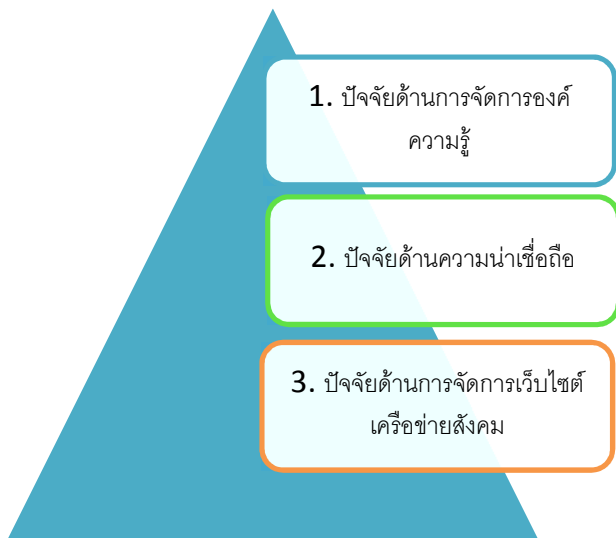 1. ปัจจัยด้านการจัดการองค์
ความรู้
2. ปัจจัยด้านความน่าเชื่อถือ
3. ปัจจัยด้านการจัดการเว็บไซต์
เครือข่ายสังคม